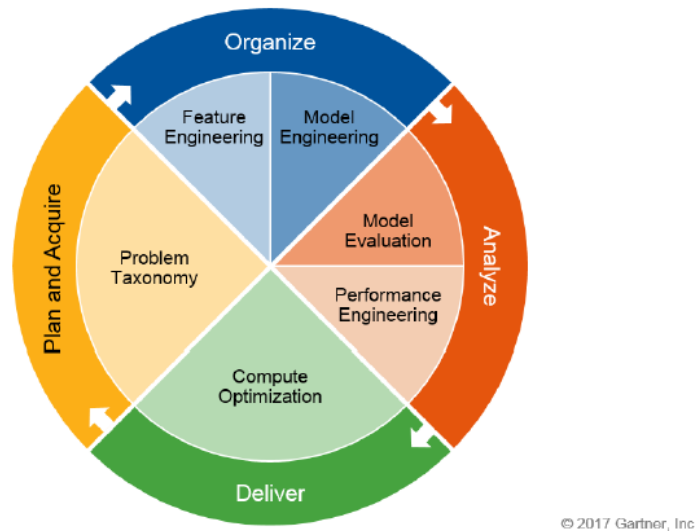 Organize
Feature
Engineering
Model
Engineering
Plan and Acquire
Problem
Taxonomy
Model
Evaluation
Performance
Engineering
Analyze
Compute
Optimization
Deliver
© 2017 Gartner, Inc